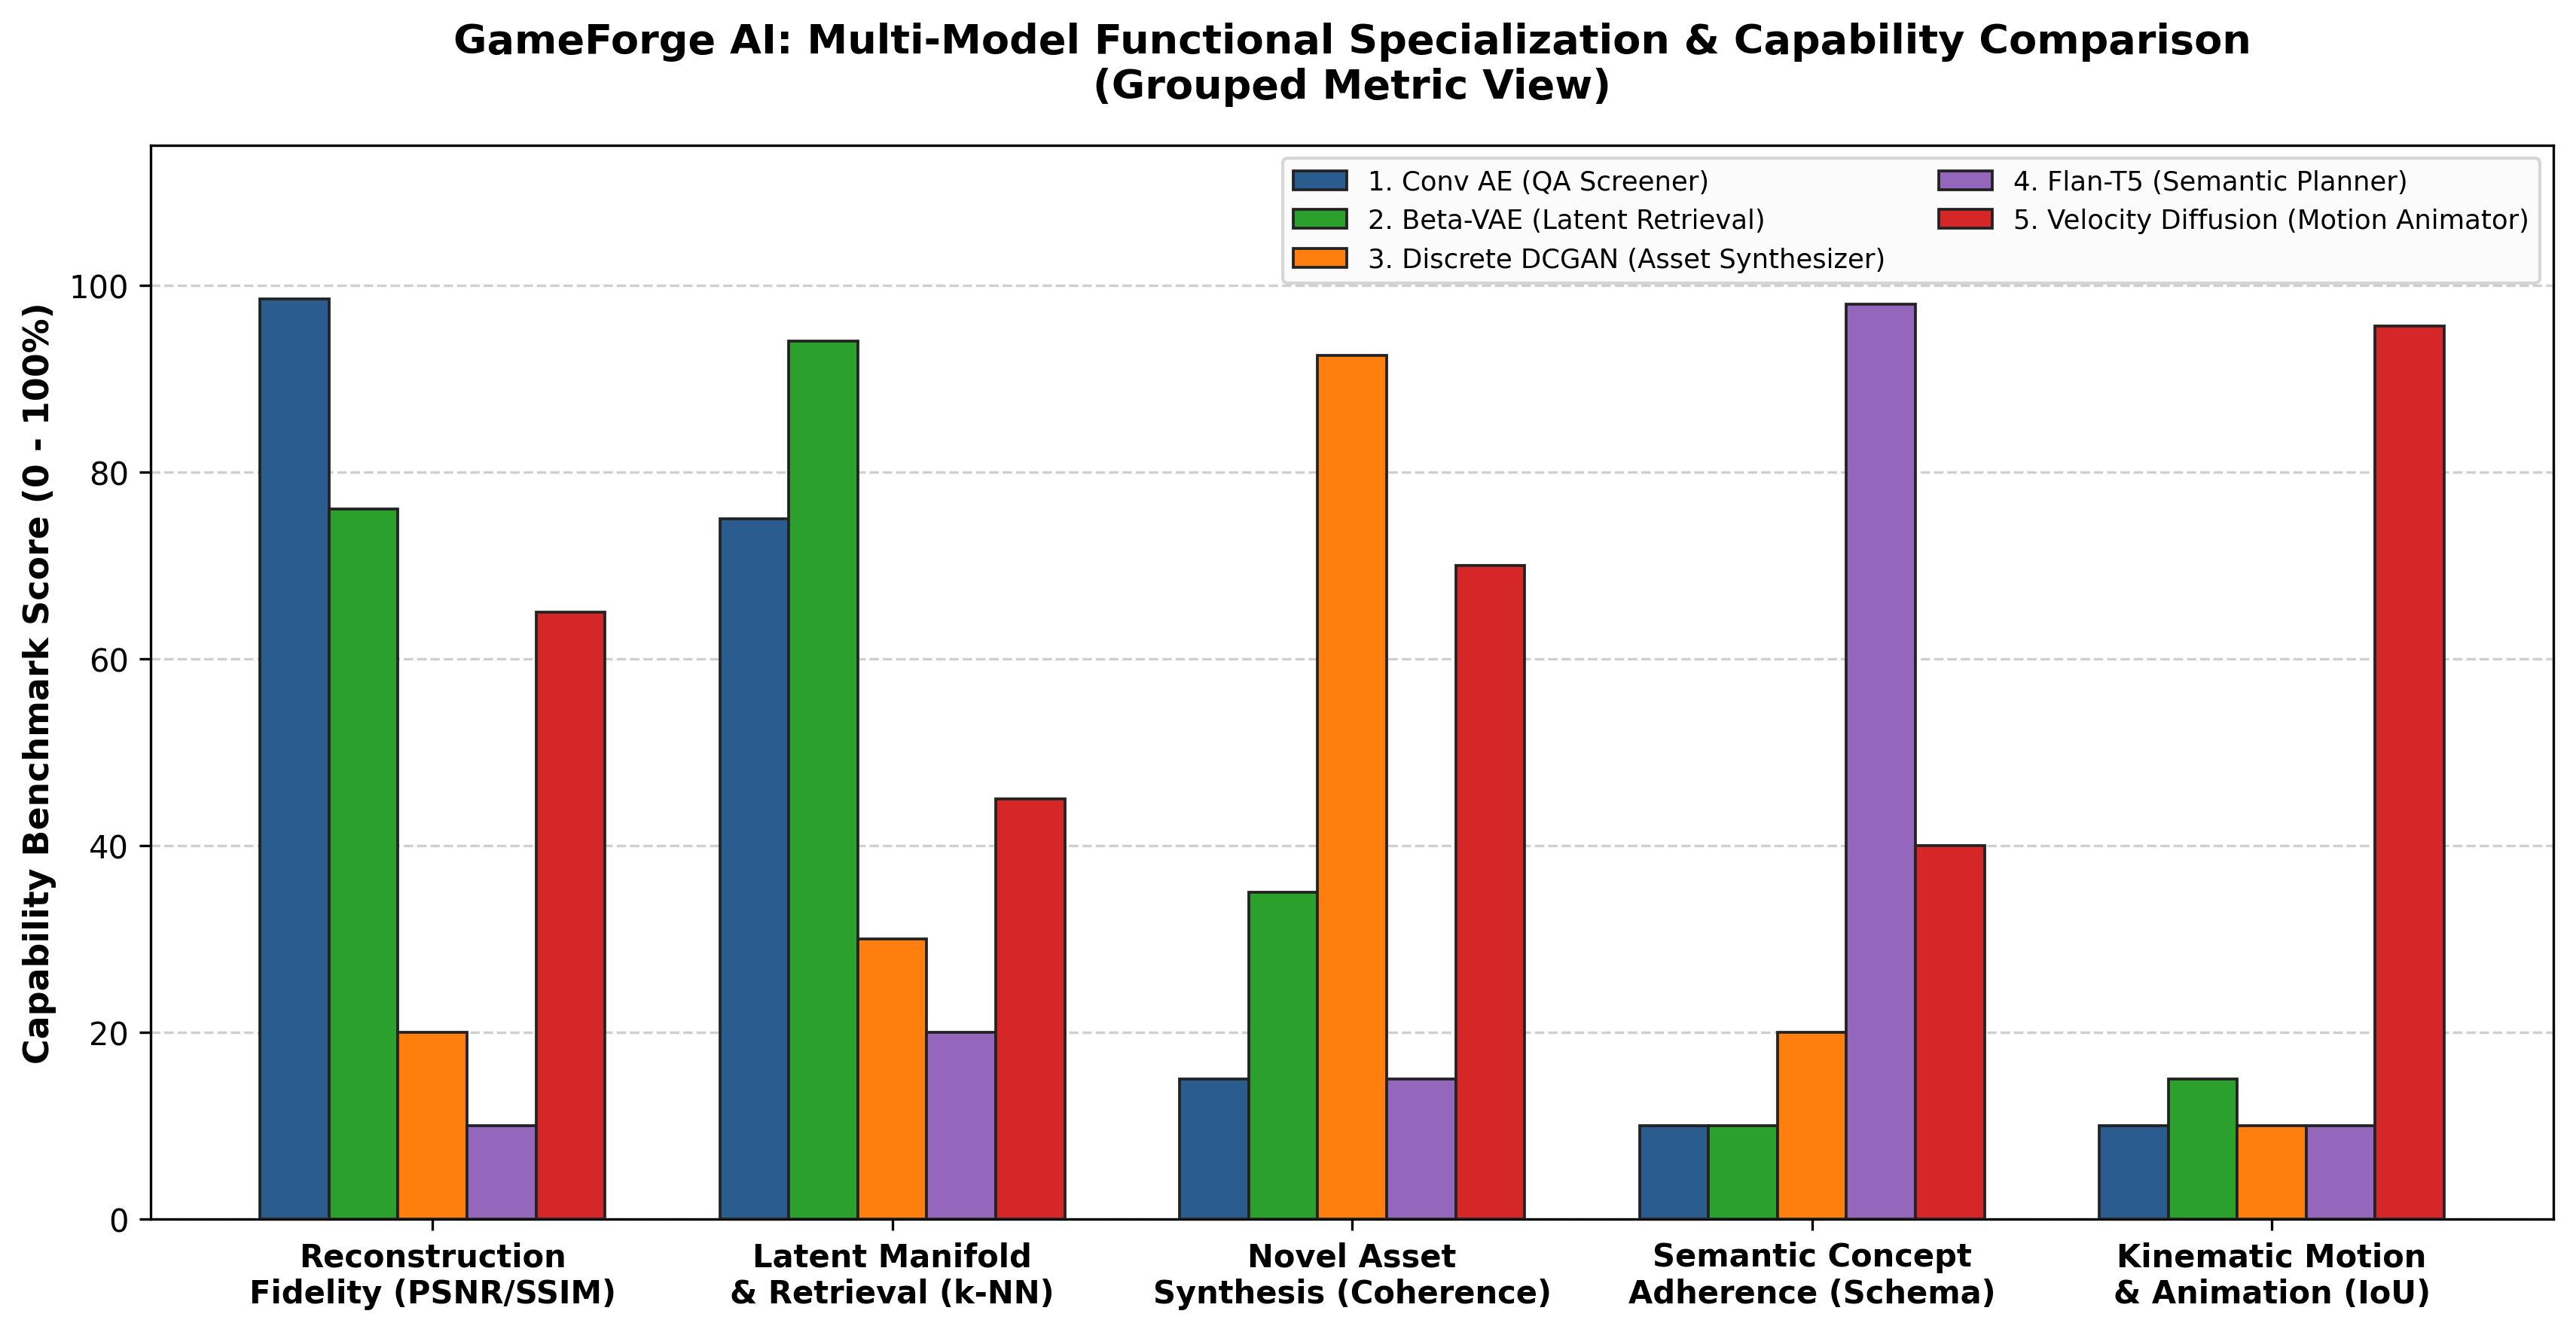 GameForge AI: Multi-Model Functional Specialization & Capability Comparison
(Grouped Metric View)
1. Conv AE (QA Screener)
2. Beta-VAE (Latent Retrieval)
3. Discrete DCGAN (Asset Synthesizer)
4. Flan-T5 (Semantic Planner)
5. Velocity Diffusion (Motion Animator)
Capability Benchmark Score (0 - 100%)
100
80
60
40
20
0
Reconstruction
Fidelity (PSNR/SSIM)
Latent Manifold
& Retrieval (k-NN)
Novel Asset
Synthesis (Coherence)
Semantic Concept
Adherence (Schema)
Kinematic Motion
& Animation (IoU)